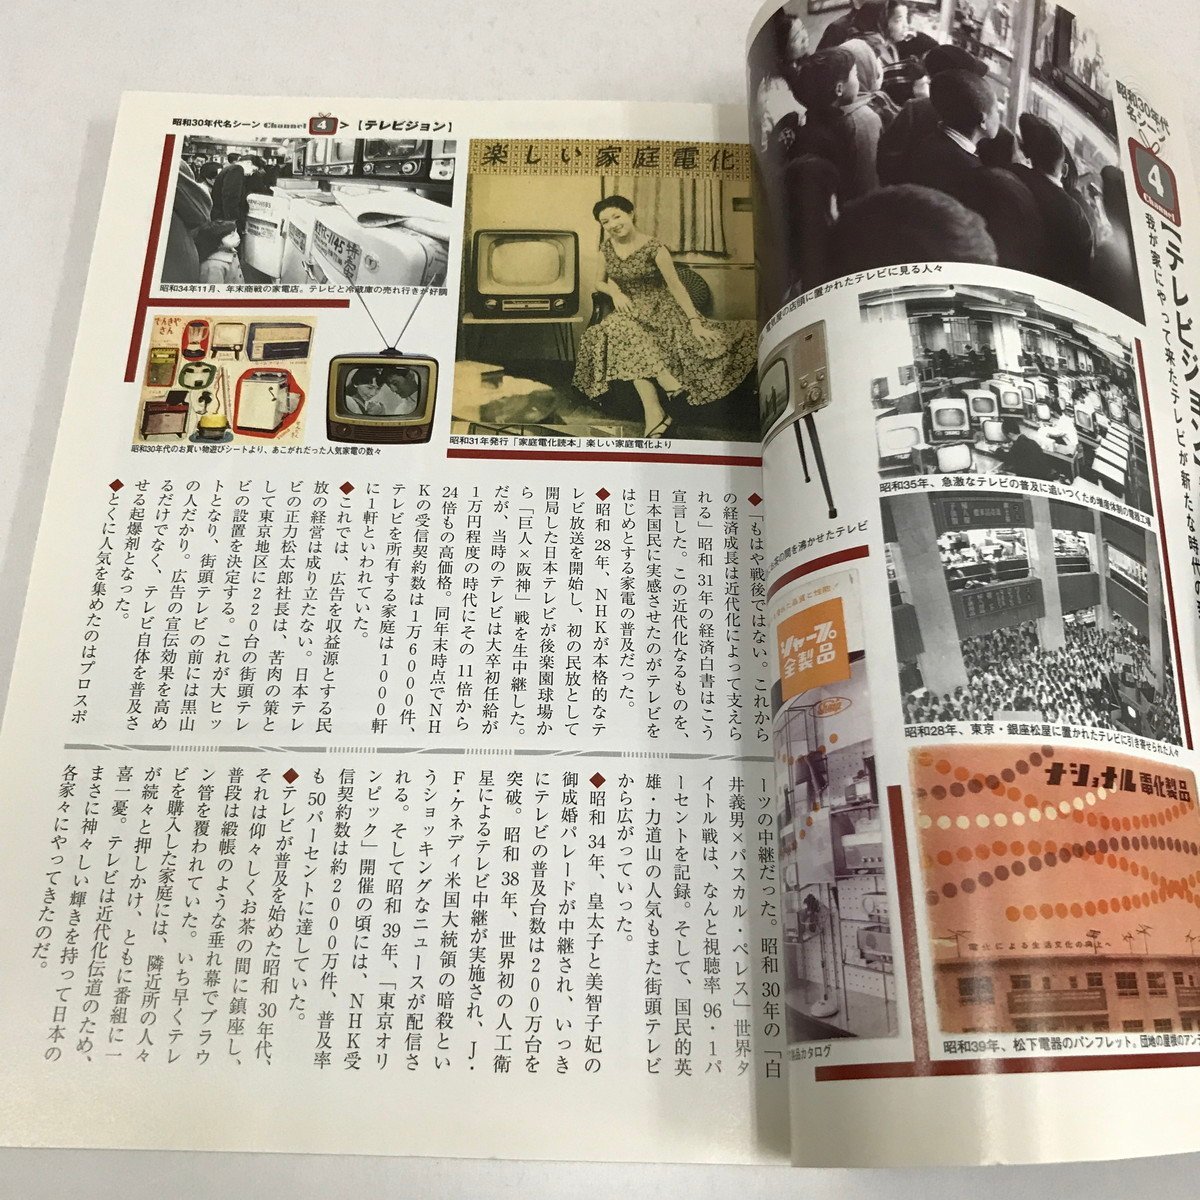 昭和30年代名シーン Channel 4 >【テレビジョン】
楽しい家庭電化
昭和34年11月、年末商戦の家電店。テレビと冷蔵庫の売れ行きが好調
でんきやさん
昭和30年代のお買い物遊びシートより、あこがれだった人気家電の数々
昭和31年発行「家庭電化読本」楽しい家庭電化より
◆「もはや戦後ではない。これから
の経済成長は近代化によって支えら
れる」昭和31年の経済白書はこう
宣言した。この近代化なるものを、
日本国民に実感させたのがテレビを
はじめとする家電の普及だった。
◆昭和28年、NHKが本格的なテ
レビ放送を開始し、初の民放として
開局した日本テレビが後楽園球場か
ら「巨人×阪神」戦を生中継した。
だが、当時のテレビは大卒初任給が
1万円程度の時代にその11倍から
24倍もの高価格。同年末時点でNH
Kの受信契約数は1万6000件、
テレビを所有する家庭は1000軒
に1軒といわれていた。
◆これでは、広告を収益源とする民
放の経営は成り立たない。日本テレ
ビの正力松太郎社長は、苦肉の策と
して東京地区に220台の街頭テレ
ビの設置を決定する。これが大ヒッ
トとなり、街頭テレビの前には黒山
の人だかり。広告の宣伝効果を高め
るだけでなく、テレビ自体を普及さ
せる起爆剤となった。
◆とくに人気を集めたのはプロスポ
ーツの中継だった。昭和30年の「白
井義男×パスカル・ペレス」世界タ
イトル戦は、なんと視聴率96・1パ
ーセントを記録。そして、国民的英
雄・力道山の人気もまた街頭テレビ
から広がっていった。
◆昭和34年、皇太子と美智子妃の
御成婚パレードが中継され、いっき
にテレビの普及台数は200万台を
突破。昭和38年、世界初の人工衛
星によるテレビ中継が実施され、J・
F・ケネディ米国大統領の暗殺とい
うショッキングなニュースが配信さ
れる。そして昭和39年、「東京オリ
ンピック」開催の頃には、NHK受
信契約数は約2000万件、普及率
も50パーセントに達していた。
◆テレビが普及を始めた昭和30年代、
それは仰々しくお茶の間に鎮座し、
普段は緞帳のような垂れ幕でブラウ
ン管を覆われていた。いち早くテレ
ビを購入した家庭には、隣近所の人々
が続々と押しかけ、ともに番組に一
喜一憂。テレビは近代化伝道のため、
まさに神々しい輝きを持って日本の
各家々にやってきたのだ。
昭和30年代
名シーン
4
Channel
【テレビジョン
我が家にやって来たテレビが新たな時代の
の店頭に置かれたテレビに見る人々
昭和35年、急激なテレビの普及に追いつくため増産体制の電器工場
の間を沸かせたテレビ
昭和28年、東京・銀座松屋に置かれたテレビに引き寄せられた人々
シャープ
全製品
品カタログ
ナショナル 電化製品
電化による生活文化の向上へ
昭和39年、松下電器のパンフレット。団地の屋根のアンテ